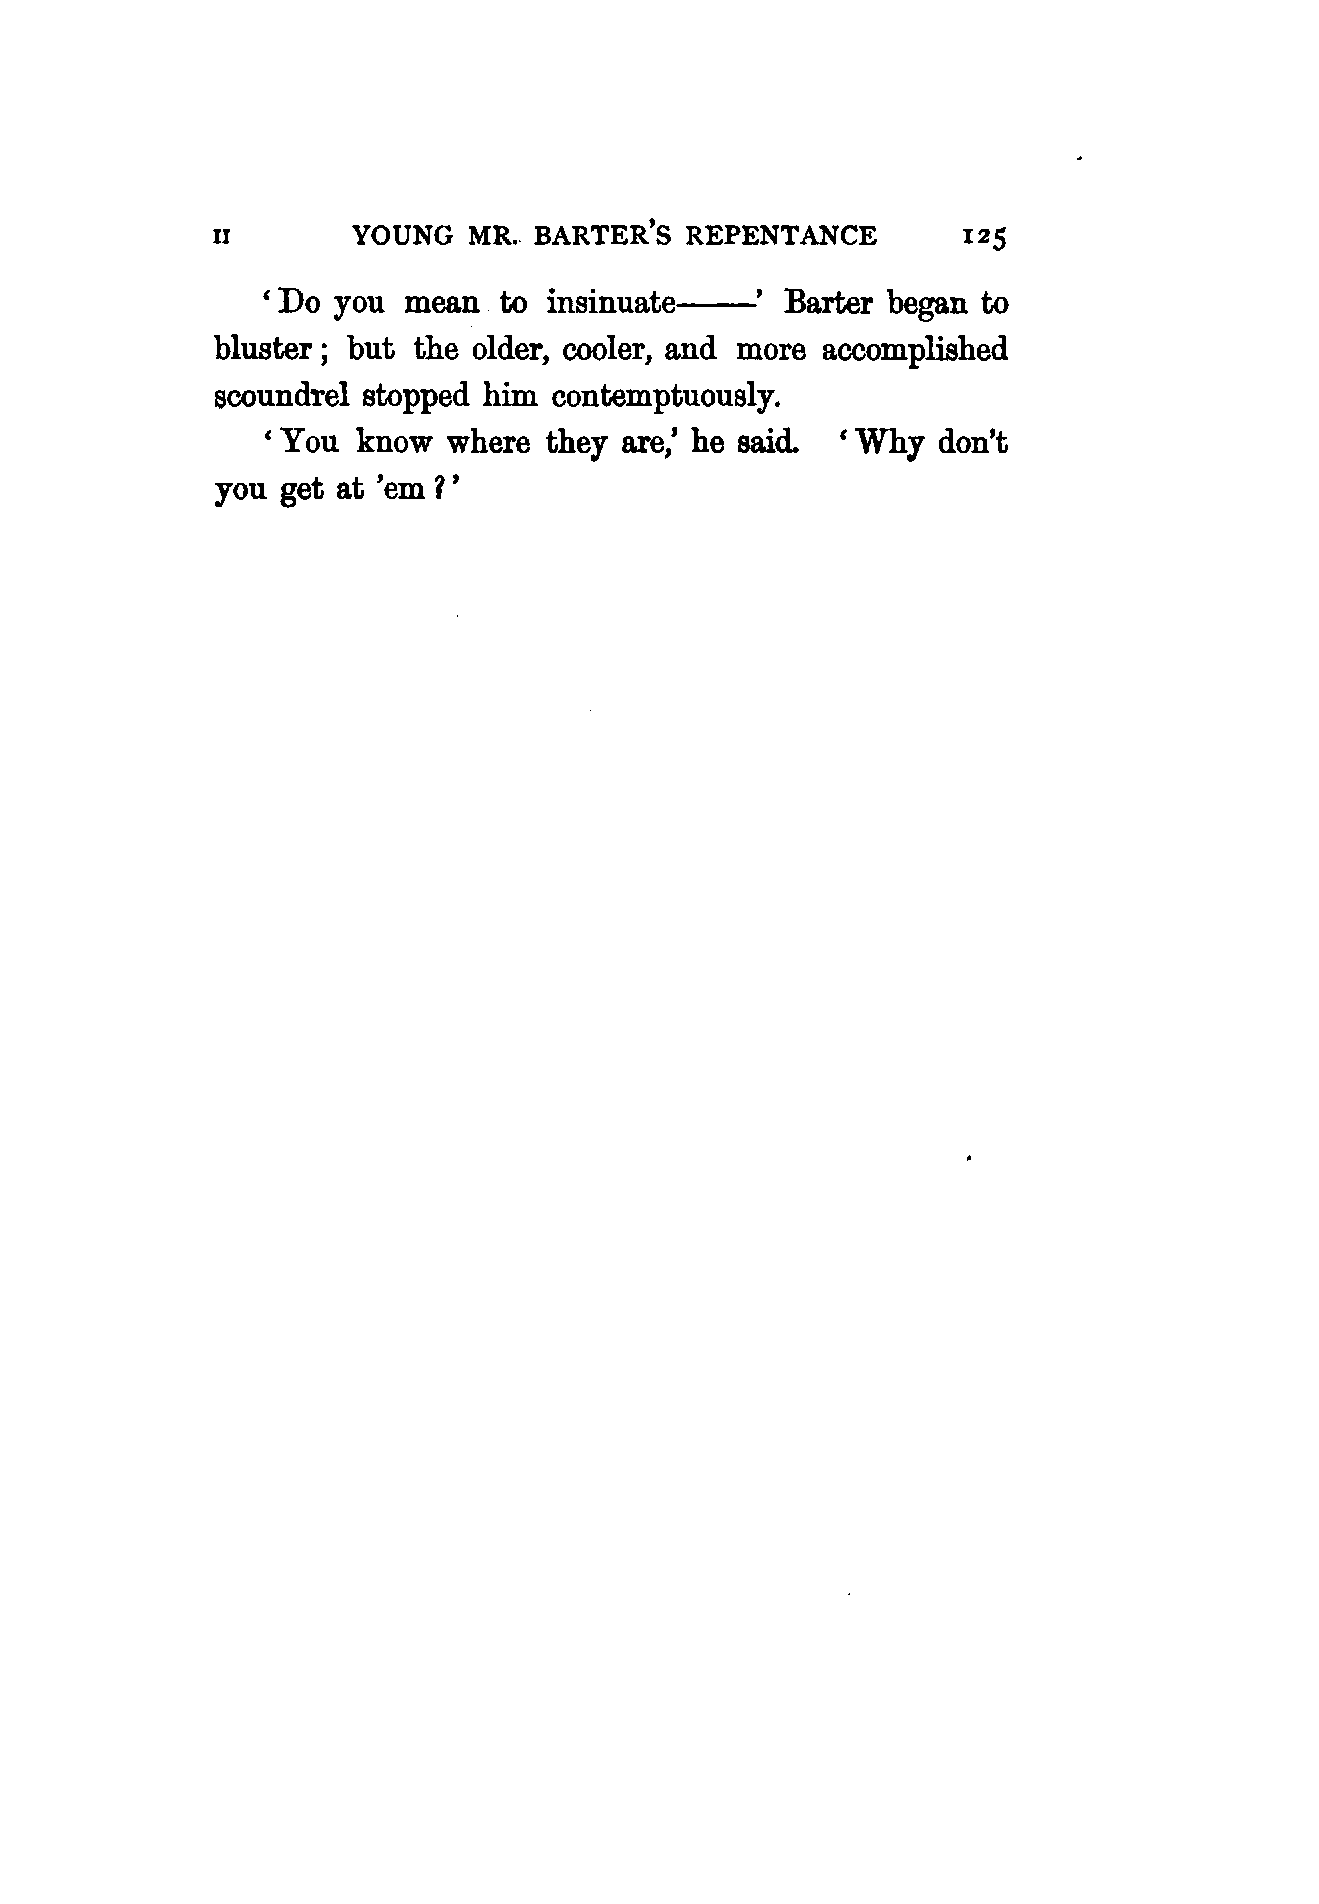 II YOUNG MR. BARTER'S REPENTANCE 125
‘Do you mean to insinuate——’ Barter began to
bluster; but the older, cooler, and more accomplished
scoundrel stopped him contemptuously.
‘You know where they are,’ he said. ‘Why don't
you get at ’em?’